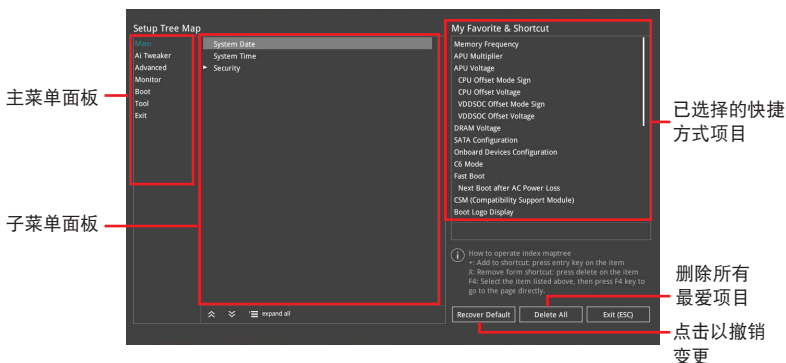 Setup Tree Map
Main
Ai Tweaker
Advanced
Monitor
Boot
Tool
Exit
System Date
System Time
Security
expand all
My Favorite & Shortcut
Memory Frequency
APU Multiplier
APU Voltage
CPU Offset Mode Sign
CPU Offset Voltage
VDDSOC Offset Mode Sign
VDDSOC Offset Voltage
DRAM Voltage
SATA Configuration
Onboard Devices Configuration
C6 Mode
Fast Boot
Next Boot after AC Power Loss
CSM (Compatibility Support Module)
Boot Logo Display
How to operate index maptree
+: Add to shortcut: press entry key on the item
X: Remove form shortcut: press delete on the item
F4: Select the item listed above, then press F4 key to
go to the page directly.
Recover Default
Delete All
Exit (ESC)
主菜单面板
子菜单面板
已选择的快捷
方式项目
删除所有
最爱项目
点击以撤销
变更